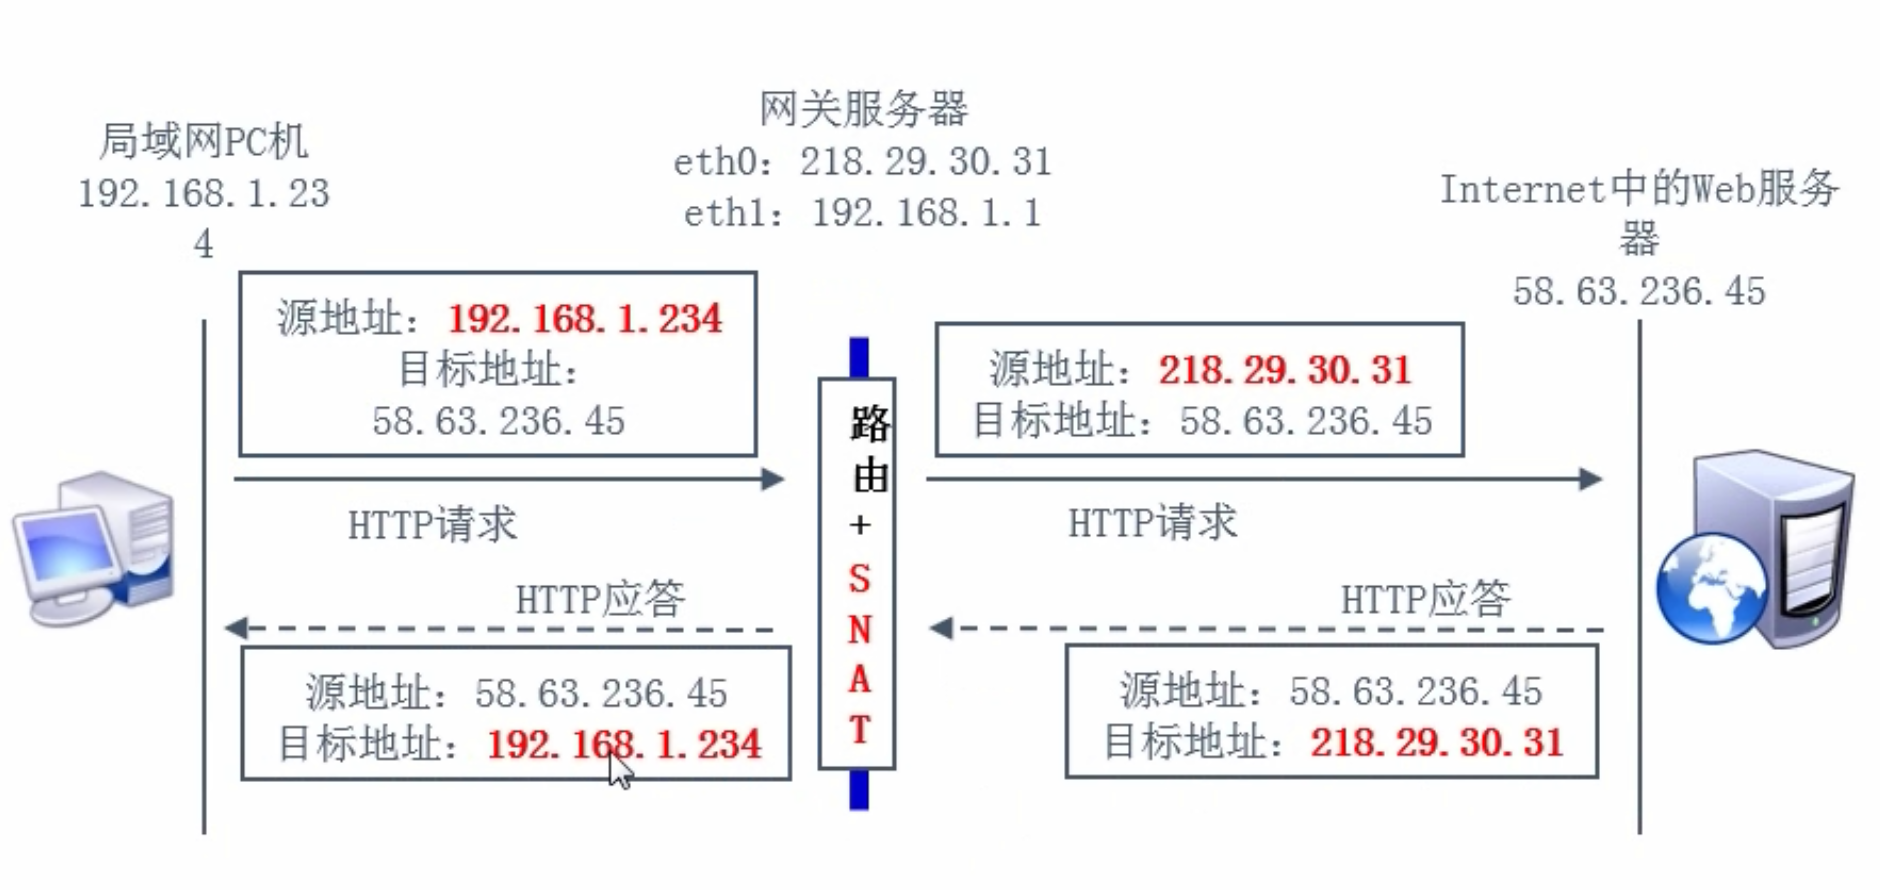 局域网PC机
192.168.1.23
4
网关服务器
eth0：218.29.30.31
eth1：192.168.1.1
Internet中的Web服务
器
58.63.236.45
源地址：192.168.1.234
目标地址：
58.63.236.45
HTTP请求
路
由
+
S
N
A
T
源地址：218.29.30.31
目标地址：58.63.236.45
HTTP请求
HTTP应答
源地址：58.63.236.45
目标地址：192.168.1.234
HTTP应答
源地址：58.63.236.45
目标地址：218.29.30.31